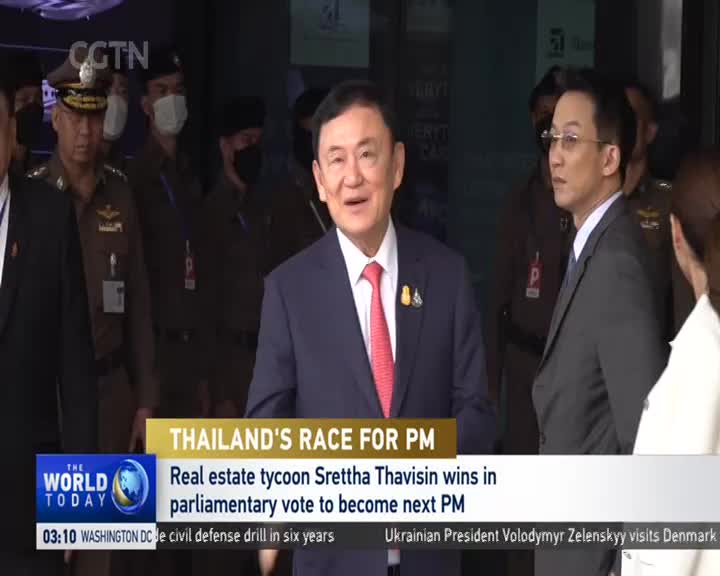 CGTN
THAILAND'S RACE FOR PM
Real estate tycoon Srettha Thavisin wins in
parliamentary vote to become next PM
THE
WORLD
TODAY
03:10 WASHINGTON DC
civil defense drill in six years Ukrainian President Volodymyr Zelenskyy visits Denmark